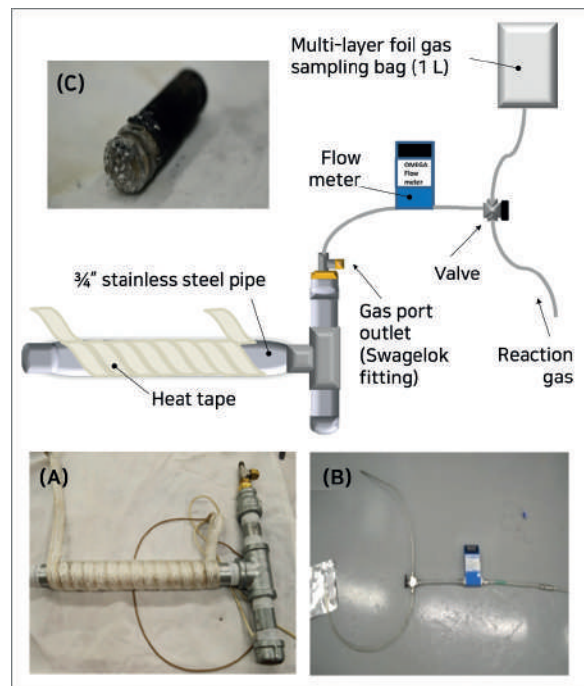 (C)
Multi-layer foil gas
sampling bag (1 L)
Flow
meter
OMEGA
Flow
meter
Valve
¾" stainless steel pipe
Gas port
outlet
(Swagelok
fitting)
Reaction
gas
Heat tape
(A)
(B)